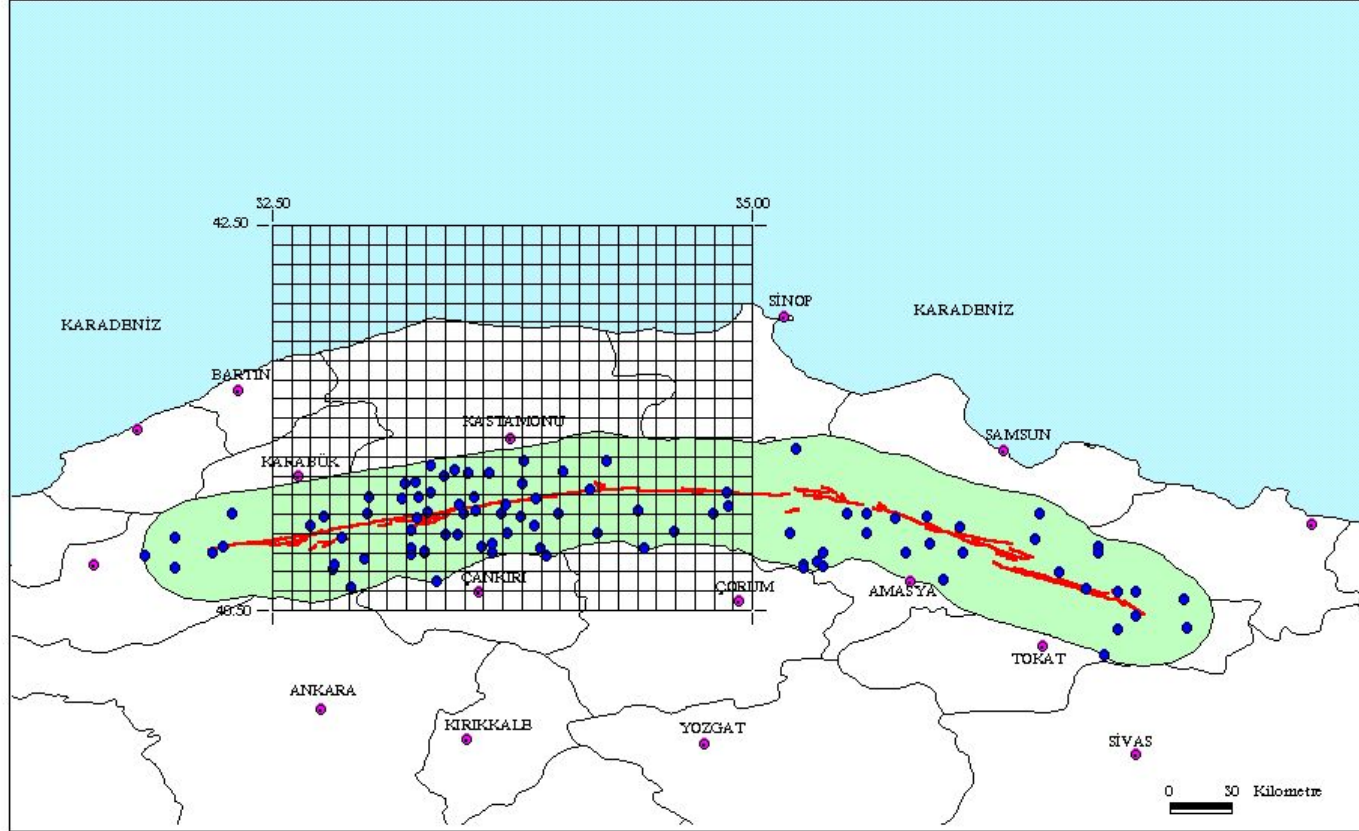 32.50
35.00
42.50
SİNOP
KARADENİZ
KARADENİZ
BARTIN
KASTAMONU
SAMSUN
KARABÜK
ÇANKIRI
ÇORUM
AMASYA
40.50
TOKAT
ANKARA
KIRIKKALE
YOZGAT
SİVAS
0 30 Kilometre